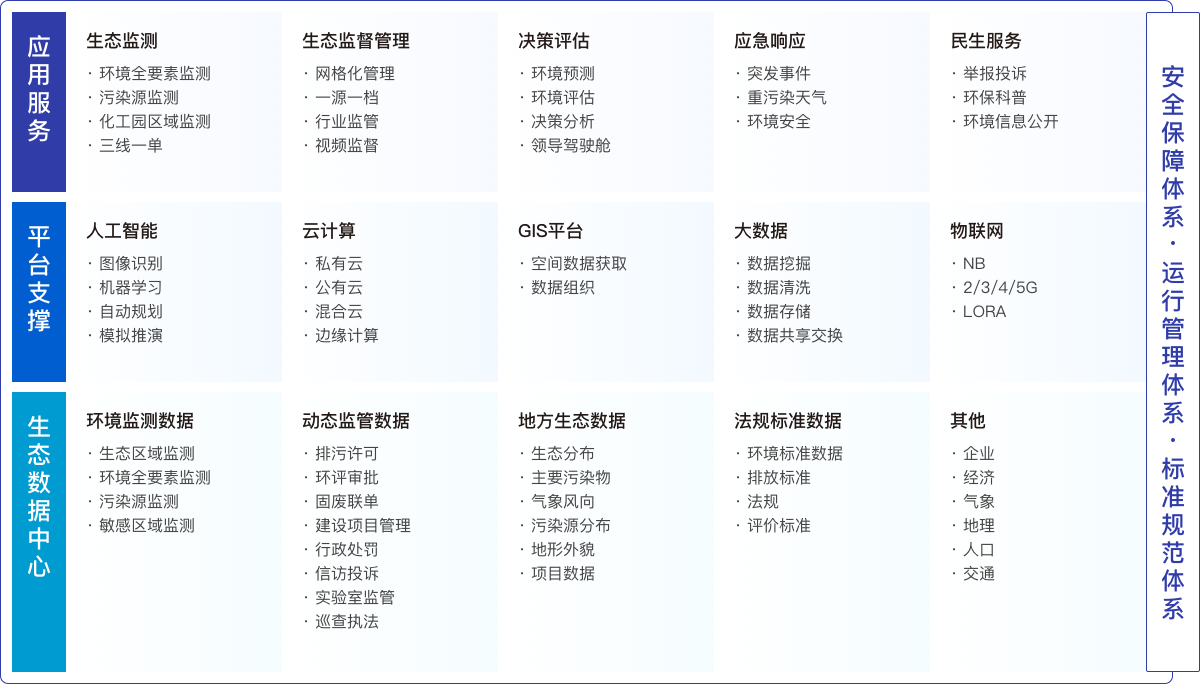 应用服务
生态监测
· 环境全要素监测
· 污染源监测
· 化工园区域监测
· 三线一单
生态监督管理
· 网格化管理
· 一源一档
· 行业监管
· 视频监督
决策评估
· 环境预测
· 环境评估
· 决策分析
· 领导驾驶舱
应急响应
· 突发事件
· 重污染天气
· 环境安全
民生服务
· 举报投诉
· 环保科普
· 环境信息公开
平台支撑
人工智能
· 图像识别
· 机器学习
· 自动规划
· 模拟推演
云计算
· 私有云
· 公有云
· 混合云
· 边缘计算
GIS平台
· 空间数据获取
· 数据组织
大数据
· 数据挖掘
· 数据清洗
· 数据存储
· 数据共享交换
物联网
· NB
· 2/3/4/5G
· LORA
生态数据中心
环境监测数据
· 生态区域监测
· 环境全要素监测
· 污染源监测
· 敏感区域监测
动态监管数据
· 排污许可
· 环评审批
· 固废联单
· 建设项目管理
· 行政处罚
· 信访投诉
· 实验室监管
· 巡查执法
地方生态数据
· 生态分布
· 主要污染物
· 气象风向
· 污染源分布
· 地形外貌
· 项目数据
法规标准数据
· 环境标准数据
· 排放标准
· 法规
· 评价标准
其他
· 企业
· 经济
· 气象
· 地理
· 人口
· 交通
安全保障体系·运行管理体系·标准规范体系